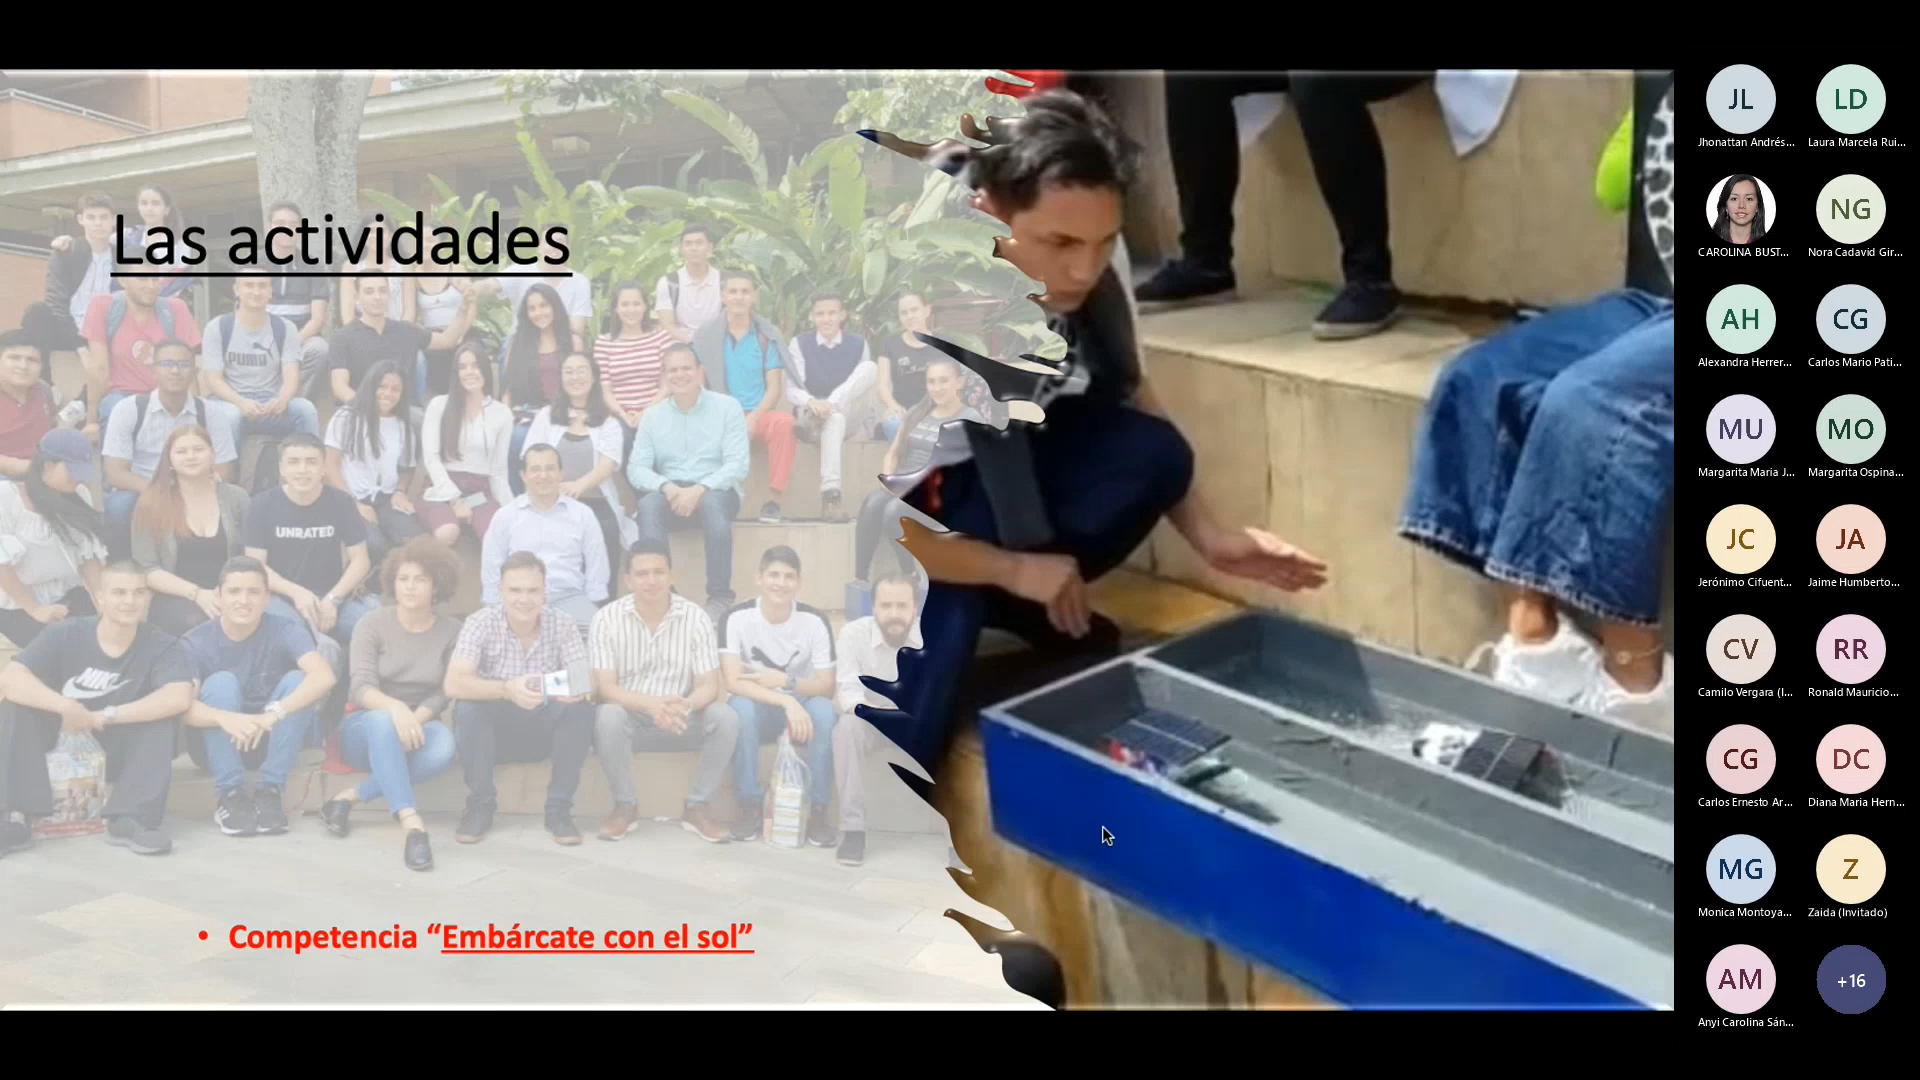 Las actividades
PUMA
UNRATED
• Competencia “Embárcate con el sol”
JL
Jhonattan Andrés...
LD
Laura Marcela Rui...
CAROLINA BUST...
NG
Nora Cadavid Gir...
AH
Alexandra Herrer...
CG
Carlos Mario Pati...
MU
Margarita Maria J...
MO
Margarita Ospina...
JC
Jerónimo Cifuent...
JA
Jaime Humberto...
CV
Camilo Vergara (I...
RR
Ronald Mauricio...
CG
Carlos Ernesto Ar...
DC
Diana Maria Hern...
MG
Monica Montoya...
Z
Zaida (Invitado)
AM
Anyi Carolina Sán...
+16